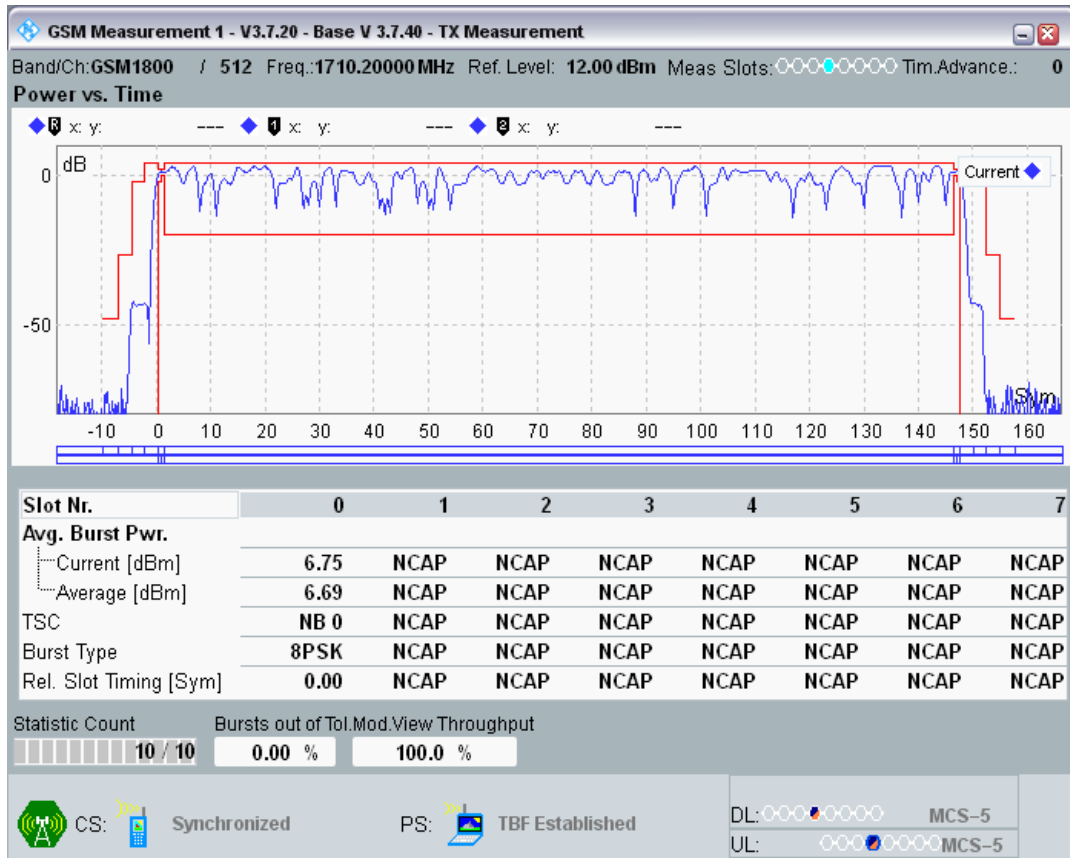 GSM Measurement 1 - V3.7.20 - Base V 3.7.40 - TX Measurement
Band/Ch:GSM1800 / 512 Freq.:1710.20000 MHz Ref. Level: 12.00 dBm Meas Slots: Tim.Advance.: 0
Power vs. Time
R x: y: --- 1 x: y: --- 2 x: y: ---
dB
Current
0
-50
Sym
-10 0 10 20 30 40 50 60 70 80 90 100 110 120 130 140 150 160
Slot Nr. 0 1 2 3 4 5 6 7
Avg. Burst Pwr.
Current [dBm] 6.75 NCAP NCAP NCAP NCAP NCAP NCAP NCAP
Average [dBm] 6.69 NCAP NCAP NCAP NCAP NCAP NCAP NCAP
TSC NB 0 NCAP NCAP NCAP NCAP NCAP NCAP NCAP
Burst Type 8PSK NCAP NCAP NCAP NCAP NCAP NCAP NCAP
Rel. Slot Timing [Sym] 0.00 NCAP NCAP NCAP NCAP NCAP NCAP NCAP
Statistic Count Bursts out of Tol. Mod.View Throughput
10 / 10 0.00 % 100.0 %
CS: Synchronized PS: TBF Established DL: MCS-5
UL: MCS-5